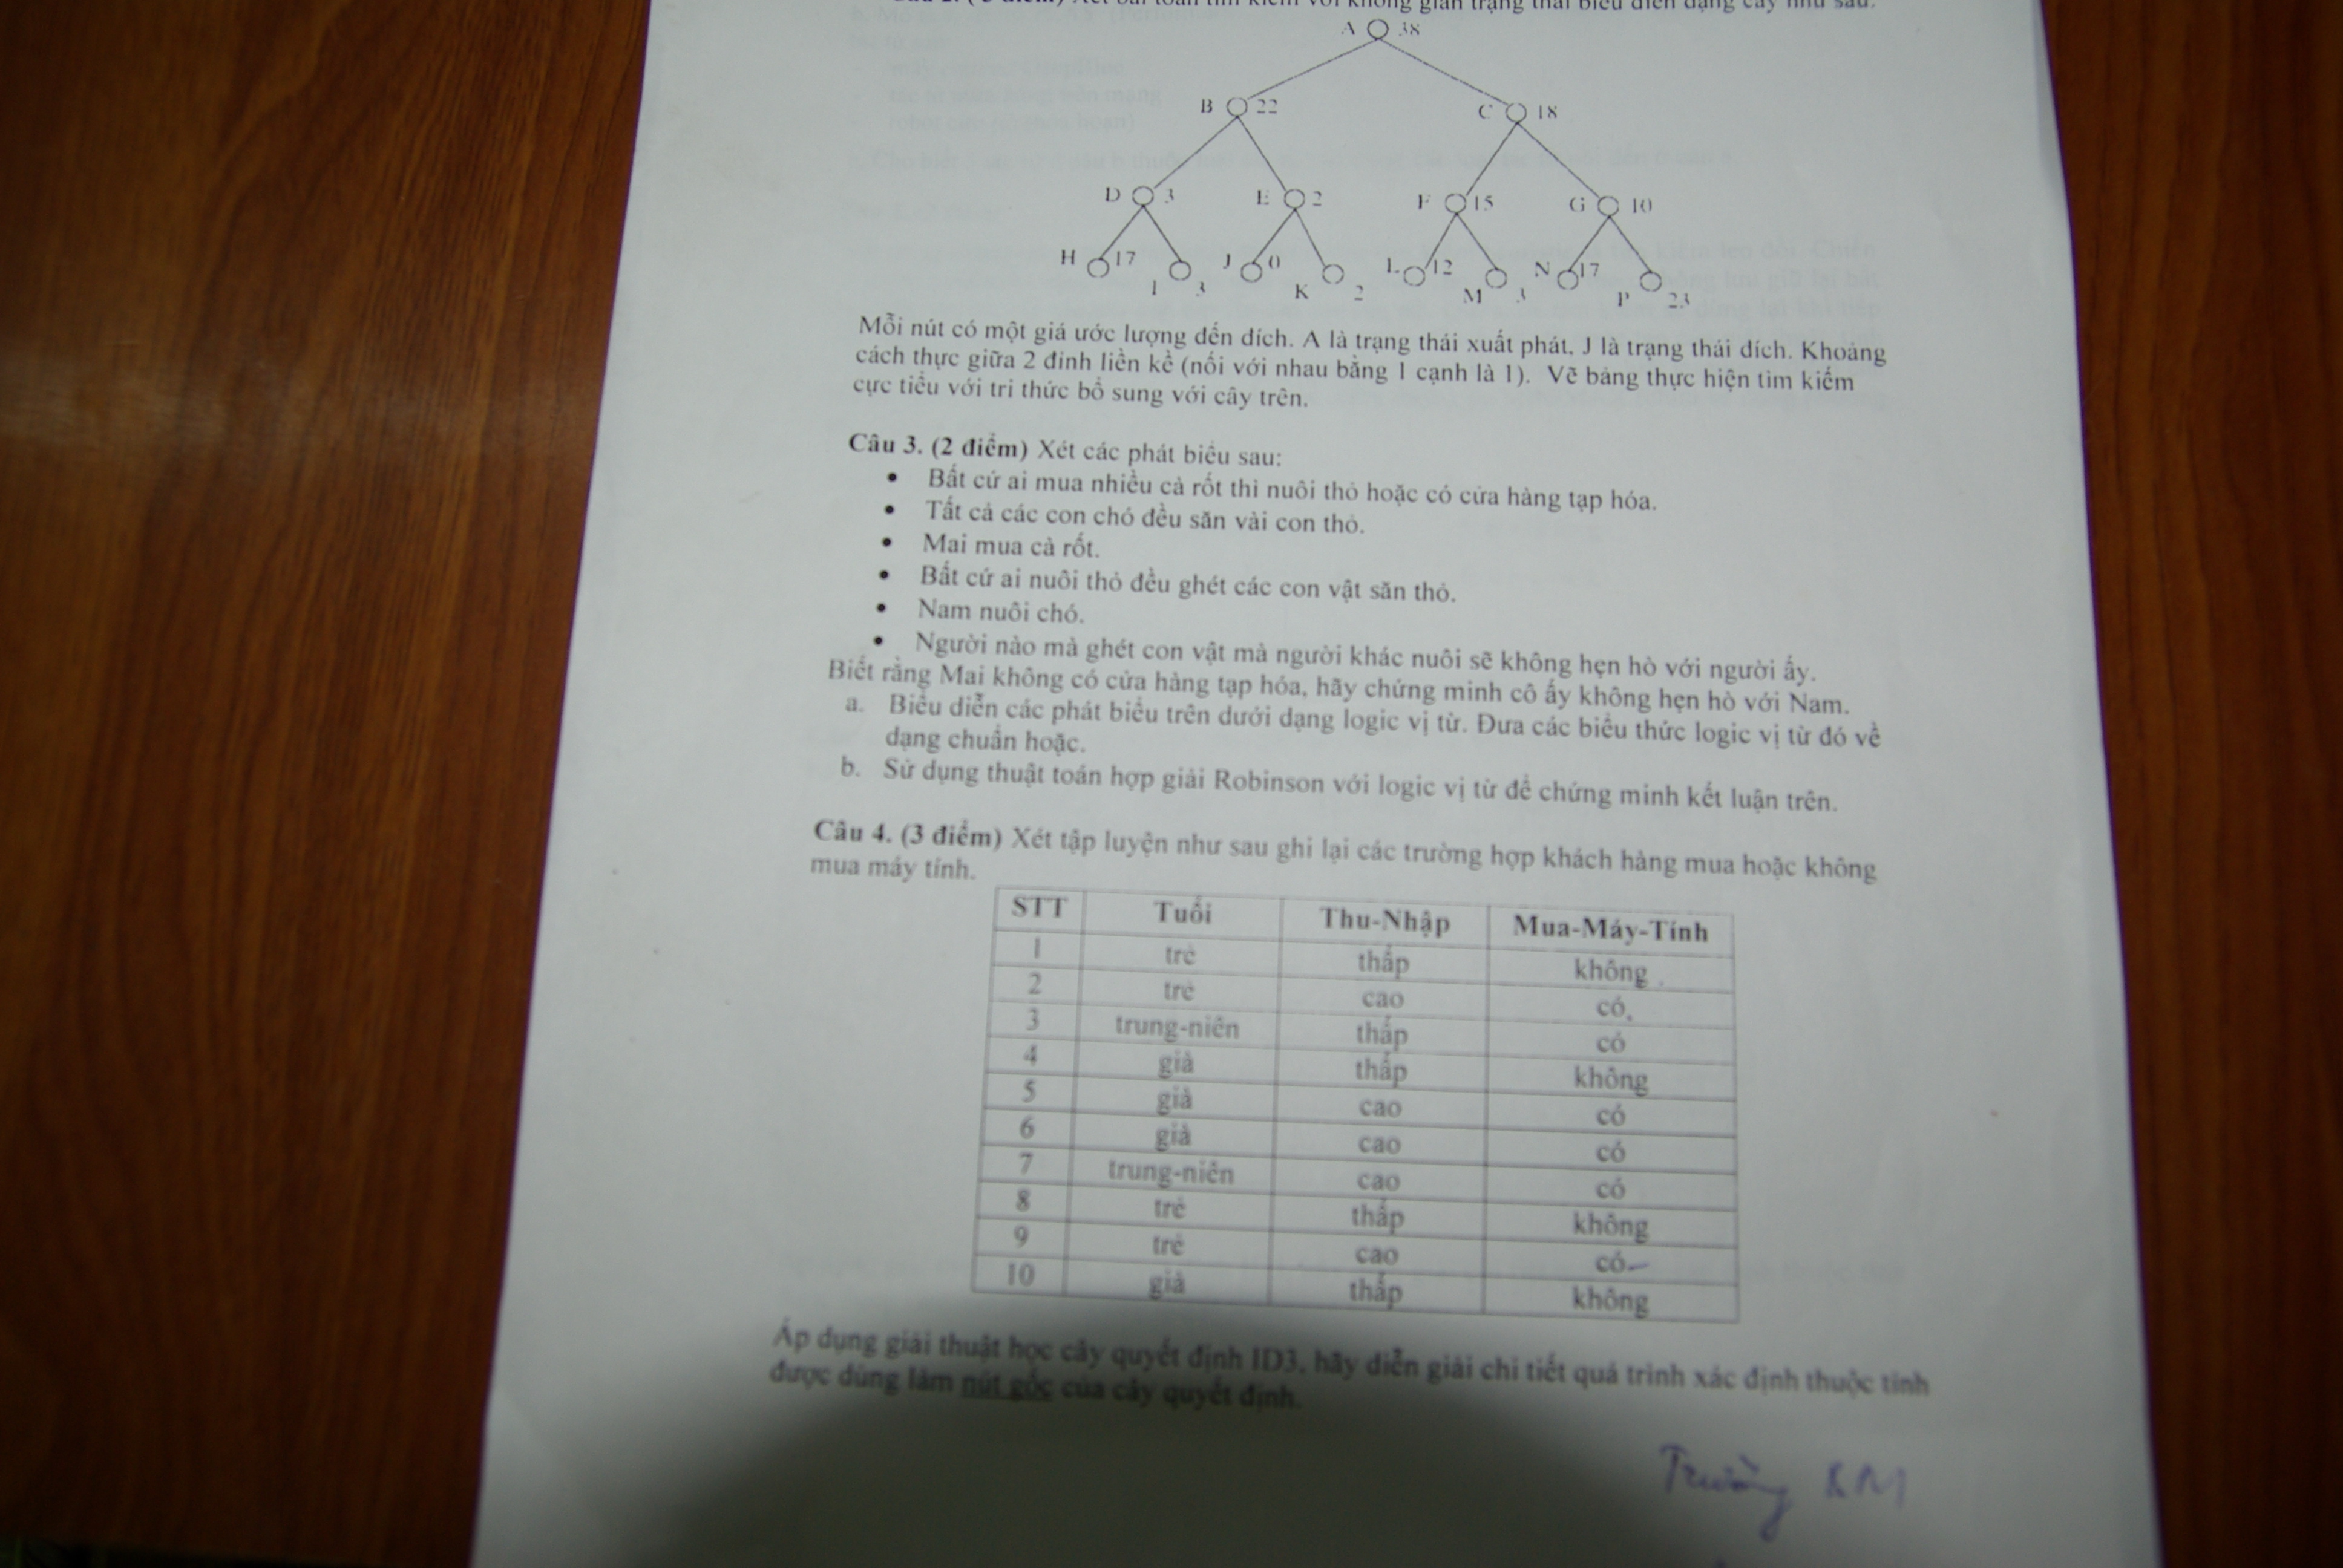 Câu 2. ( 3 điểm) Xét bài toán tìm kiếm với không gian trạng thái biểu diễn dạng cây như sau:
A 38
B 22 C 18
D 3 E 2 F 15 G 10
H 17 I 3 J 0 K 2 L 12 M 3 N 17 P 23
Mỗi nút có một giá ước lượng đến đích. A là trạng thái xuất phát, J là trạng thái đích. Khoảng
cách thực giữa 2 đỉnh liền kề (nối với nhau bằng 1 cạnh là 1). Vẽ bảng thực hiện tìm kiếm
cực tiểu với tri thức bổ sung với cây trên.
Câu 3. (2 điểm) Xét các phát biểu sau:
• Bất cứ ai mua nhiều cà rốt thì nuôi thỏ hoặc có cửa hàng tạp hóa.
• Tất cả các con chó đều săn vài con thỏ.
• Mai mua cà rốt.
• Bất cứ ai nuôi thỏ đều ghét các con vật săn thỏ.
• Nam nuôi chó.
• Người nào mà ghét con vật mà người khác nuôi sẽ không hẹn hò với người ấy.
Biết rằng Mai không có cửa hàng tạp hóa, hãy chứng minh cô ấy không hẹn hò với Nam.
a. Biểu diễn các phát biểu trên dưới dạng logic vị từ. Đưa các biểu thức logic vị từ đó về
dạng chuẩn hoặc.
b. Sử dụng thuật toán hợp giải Robinson với logic vị từ để chứng minh kết luận trên.
Câu 4. (3 điểm) Xét tập luyện như sau ghi lại các trường hợp khách hàng mua hoặc không
mua máy tính.
STT Tuổi Thu-Nhập Mua-Máy-Tính
1 trẻ thấp không
2 trẻ cao có
3 trung-niên thấp có
4 già thấp không
5 già cao có
6 già cao có
7 trung-niên cao có
8 trẻ thấp không
9 trẻ cao có
10 già thấp không
Áp dụng giải thuật học cây quyết định ID3, hãy diễn giải chi tiết quá trình xác định thuộc tính
được dùng làm nút gốc của cây quyết định.
Trường KM